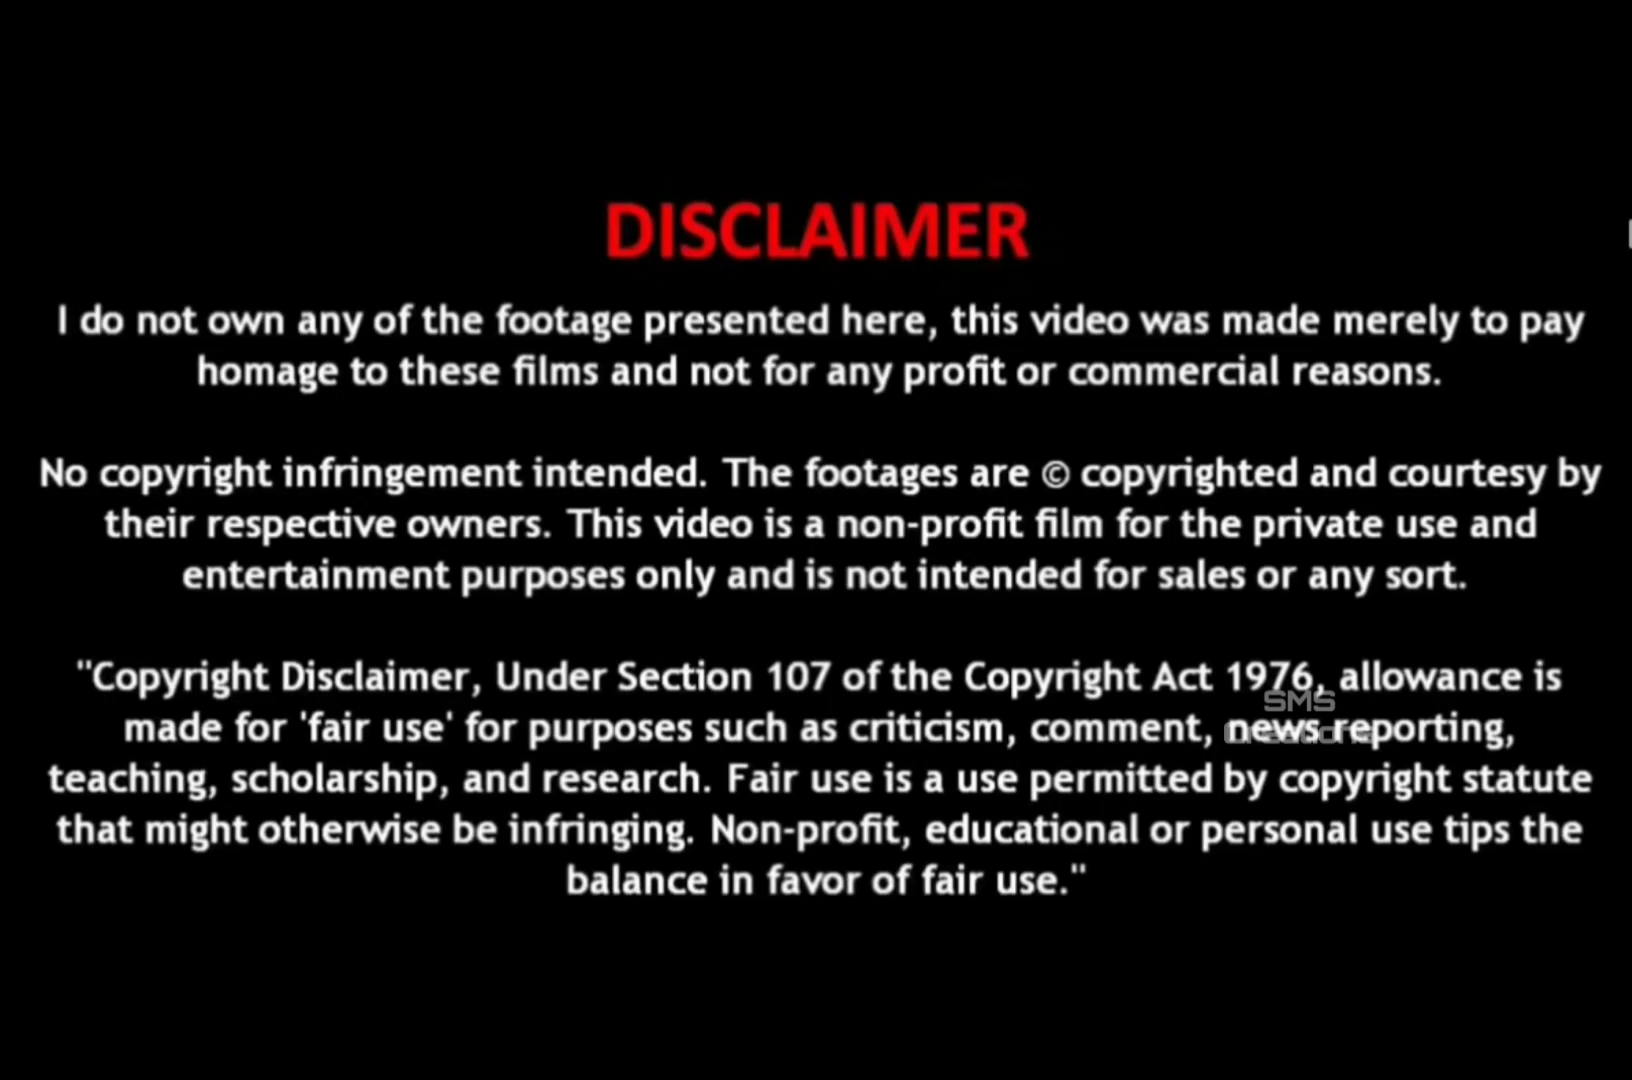 DISCLAIMER
I do not own any of the footage presented here, this video was made merely to pay
homage to these films and not for any profit or commercial reasons.
No copyright infringement intended. The footages are © copyrighted and courtesy by
their respective owners. This video is a non-profit film for the private use and
entertainment purposes only and is not intended for sales or any sort.
"Copyright Disclaimer, Under Section 107 of the Copyright Act 1976, allowance is
made for 'fair use' for purposes such as criticism, comment, news reporting,
teaching, scholarship, and research. Fair use is a use permitted by copyright statute
that might otherwise be infringing. Non-profit, educational or personal use tips the
balance in favor of fair use."
SMS
Creations